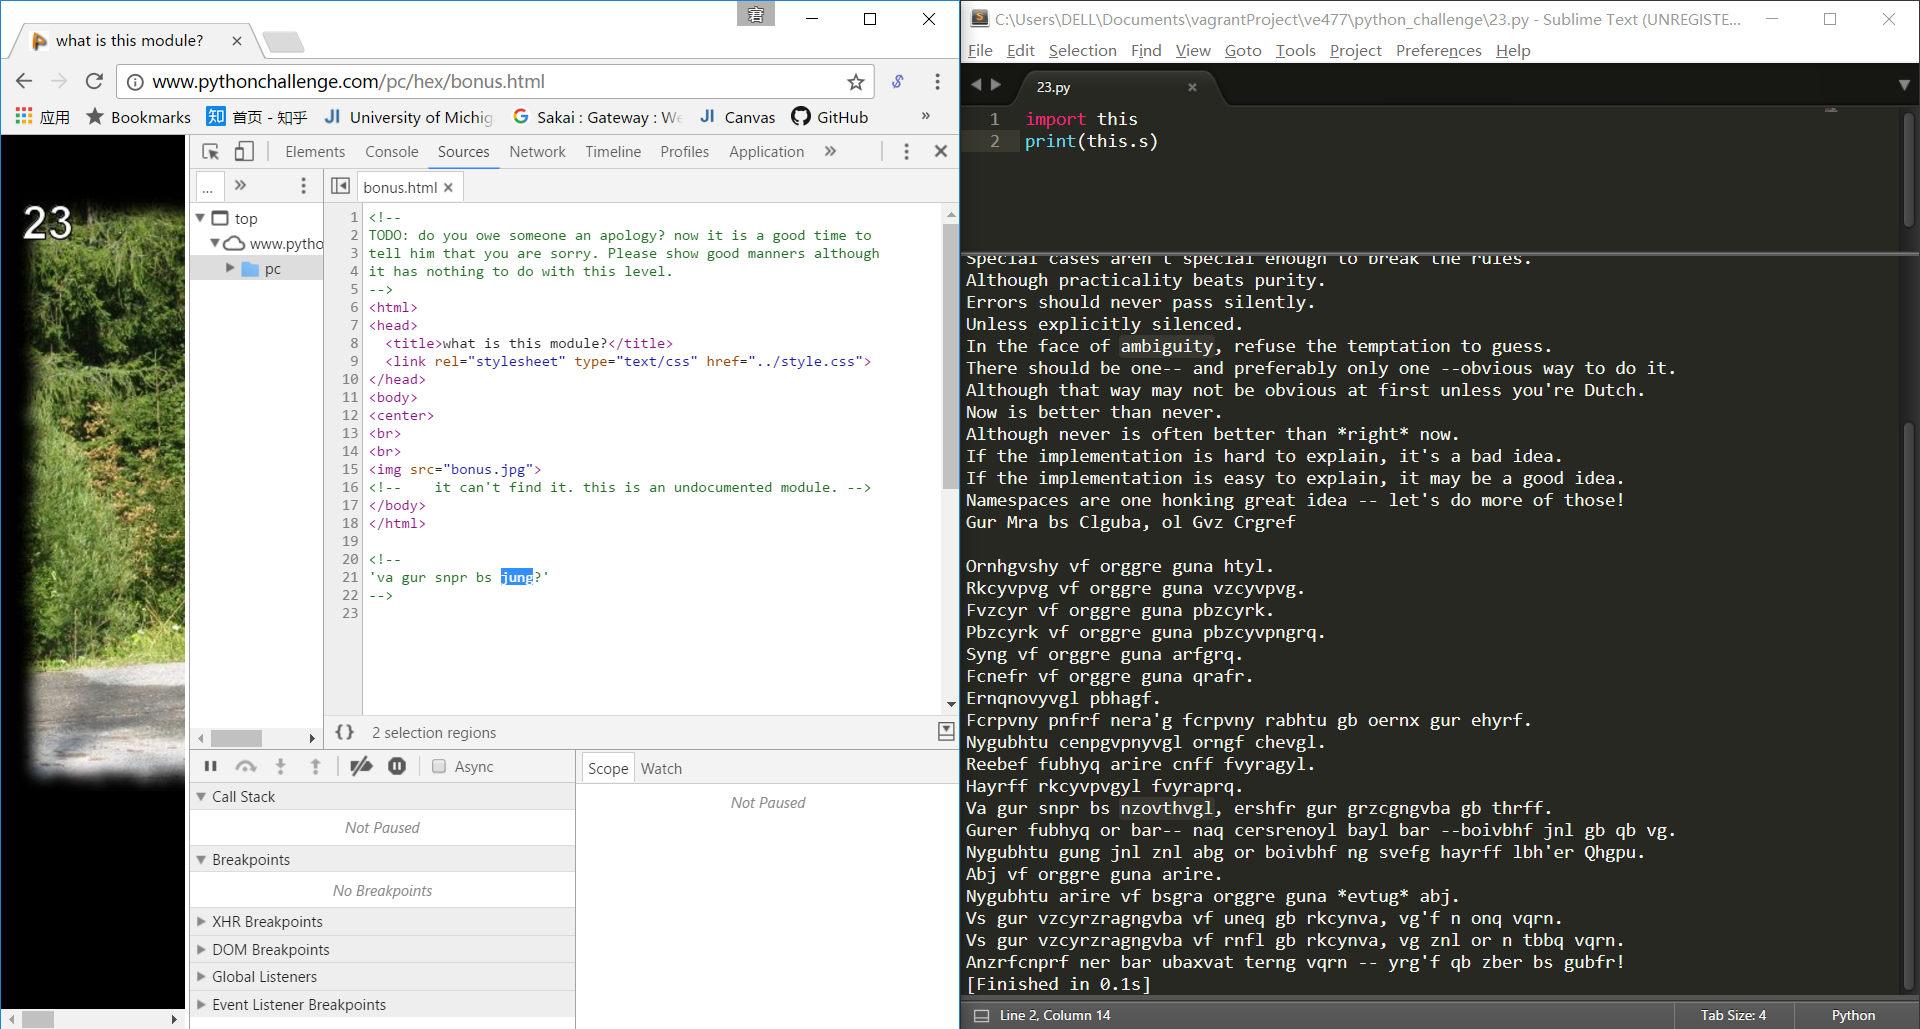 what is this module?
www.pythonchallenge.com/pc/hex/bonus.html
应用
Bookmarks
知
首页 - 知乎
JI
University of Michig
G
Sakai : Gateway : We
JI
Canvas
GitHub
»
23
Elements
Console
Sources
Network
Timeline
Profiles
Application
»
...
»
bonus.html
top
www.pytho
pc
1 <!--
2 TODO: do you owe someone an apology? now it is a good time to
3 tell him that you are sorry. Please show good manners although
4 it has nothing to do with this level.
5 -->
6 <html>
7 <head>
8 <title>what is this module?</title>
9 <link rel="stylesheet" type="text/css" href="../style.css">
10 </head>
11 <body>
12 <center>
13 <br>
14 <br>
15 <img src="bonus.jpg">
16 <!-- it can't find it. this is an undocumented module. -->
17 </body>
18 </html>
19
20 <!--
21 'va gur snpr bs jung?'
22 -->
23
{}
2 selection regions
Async
Call Stack
Not Paused
Breakpoints
No Breakpoints
XHR Breakpoints
DOM Breakpoints
Global Listeners
Event Listener Breakpoints
Scope
Watch
Not Paused
C:\Users\DELL\Documents\vagrantProject\ve477\python_challenge\23.py - Sublime Text (UNREGISTE...
File Edit Selection Find View Goto Tools Project Preferences Help
23.py
1 import this
2 print(this.s)
Special cases aren't special enough to break the rules.
Although practicality beats purity.
Errors should never pass silently.
Unless explicitly silenced.
In the face of ambiguity, refuse the temptation to guess.
There should be one-- and preferably only one --obvious way to do it.
Although that way may not be obvious at first unless you're Dutch.
Now is better than never.
Although never is often better than *right* now.
If the implementation is hard to explain, it's a bad idea.
If the implementation is easy to explain, it may be a good idea.
Namespaces are one honking great idea -- let's do more of those!
Gur Mra bs Clguba, ol Gvz Crgref
Ornhgvshy vf orggre guna htyl.
Rkcyvpvg vf orggre guna vzcyvpvg.
Fvzcyr vf orggre guna pbzcyrk.
Pbzcyrk vf orggre guna pbzcyvpngrq.
Syng vf orggre guna arfgrq.
Fcnefr vf orggre guna qrafr.
Ernqnovyvgl pbhagf.
Fcrpvny pnfrf nera'g fcrpvny rabhtu gb oernx gur ehyrf.
Nygubhtu cenpgvpnyvgl orngf chevgl.
Reebef fubhyq arire cnff fvyragyl.
Hayrff rkcyvpvgyl fvyraprq.
Va gur snpr bs nzovthvgl, ershfr gur grzcgngvba gb thrff.
Gurer fubhyq or bar-- naq cersrenoyl bayl bar --boivbhf jnl gb qb vg.
Nygubhtu gung jnl znl abg or boivbhf ng svefg hayrff lbh'er Qhgpu.
Abj vf orggre guna arire.
Nygubhtu arire vf bsgra orggre guna *evtug* abj.
Vs gur vzcyrzragngvba vf uneq gb rkcynva, vg'f n onq vqrn.
Vs gur vzcyrzragngvba vf rnfl gb rkcynva, vg znl or n tbbq vqrn.
Anzrfcnprf ner bar ubaxvat terng vqrn -- yrg'f qb zber bs gubfr!
[Finished in 0.1s]
Line 2, Column 14
Tab Size: 4
Python